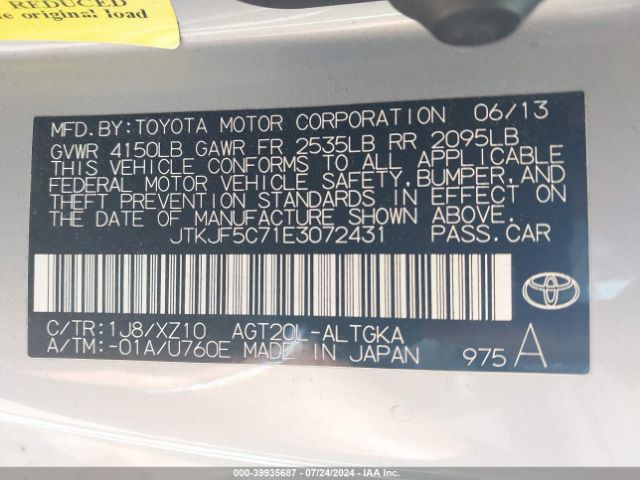 REDUCED
the original load
MFD.BY:TOYOTA MOTOR CORPORATION 06/13
GVWR 4150LB GAWR FR 2535LB RR 2095LB
THIS VEHICLE CONFORMS TO ALL APPLICABLE
FEDERAL MOTOR VEHICLE SAFETY,BUMPER,AND
THEFT PREVENTION STANDARDS IN EFFECT ON
THE DATE OF MANUFACTURE SHOWN ABOVE.
JTKJF5C71E3072431 PASS.CAR
C/TR:1J8/XZ10 AGT20L-ALTGKA
A/TM:-01A/U760E MADE IN JAPAN 975A
000-39935687 / 07/24/2024 / IAA